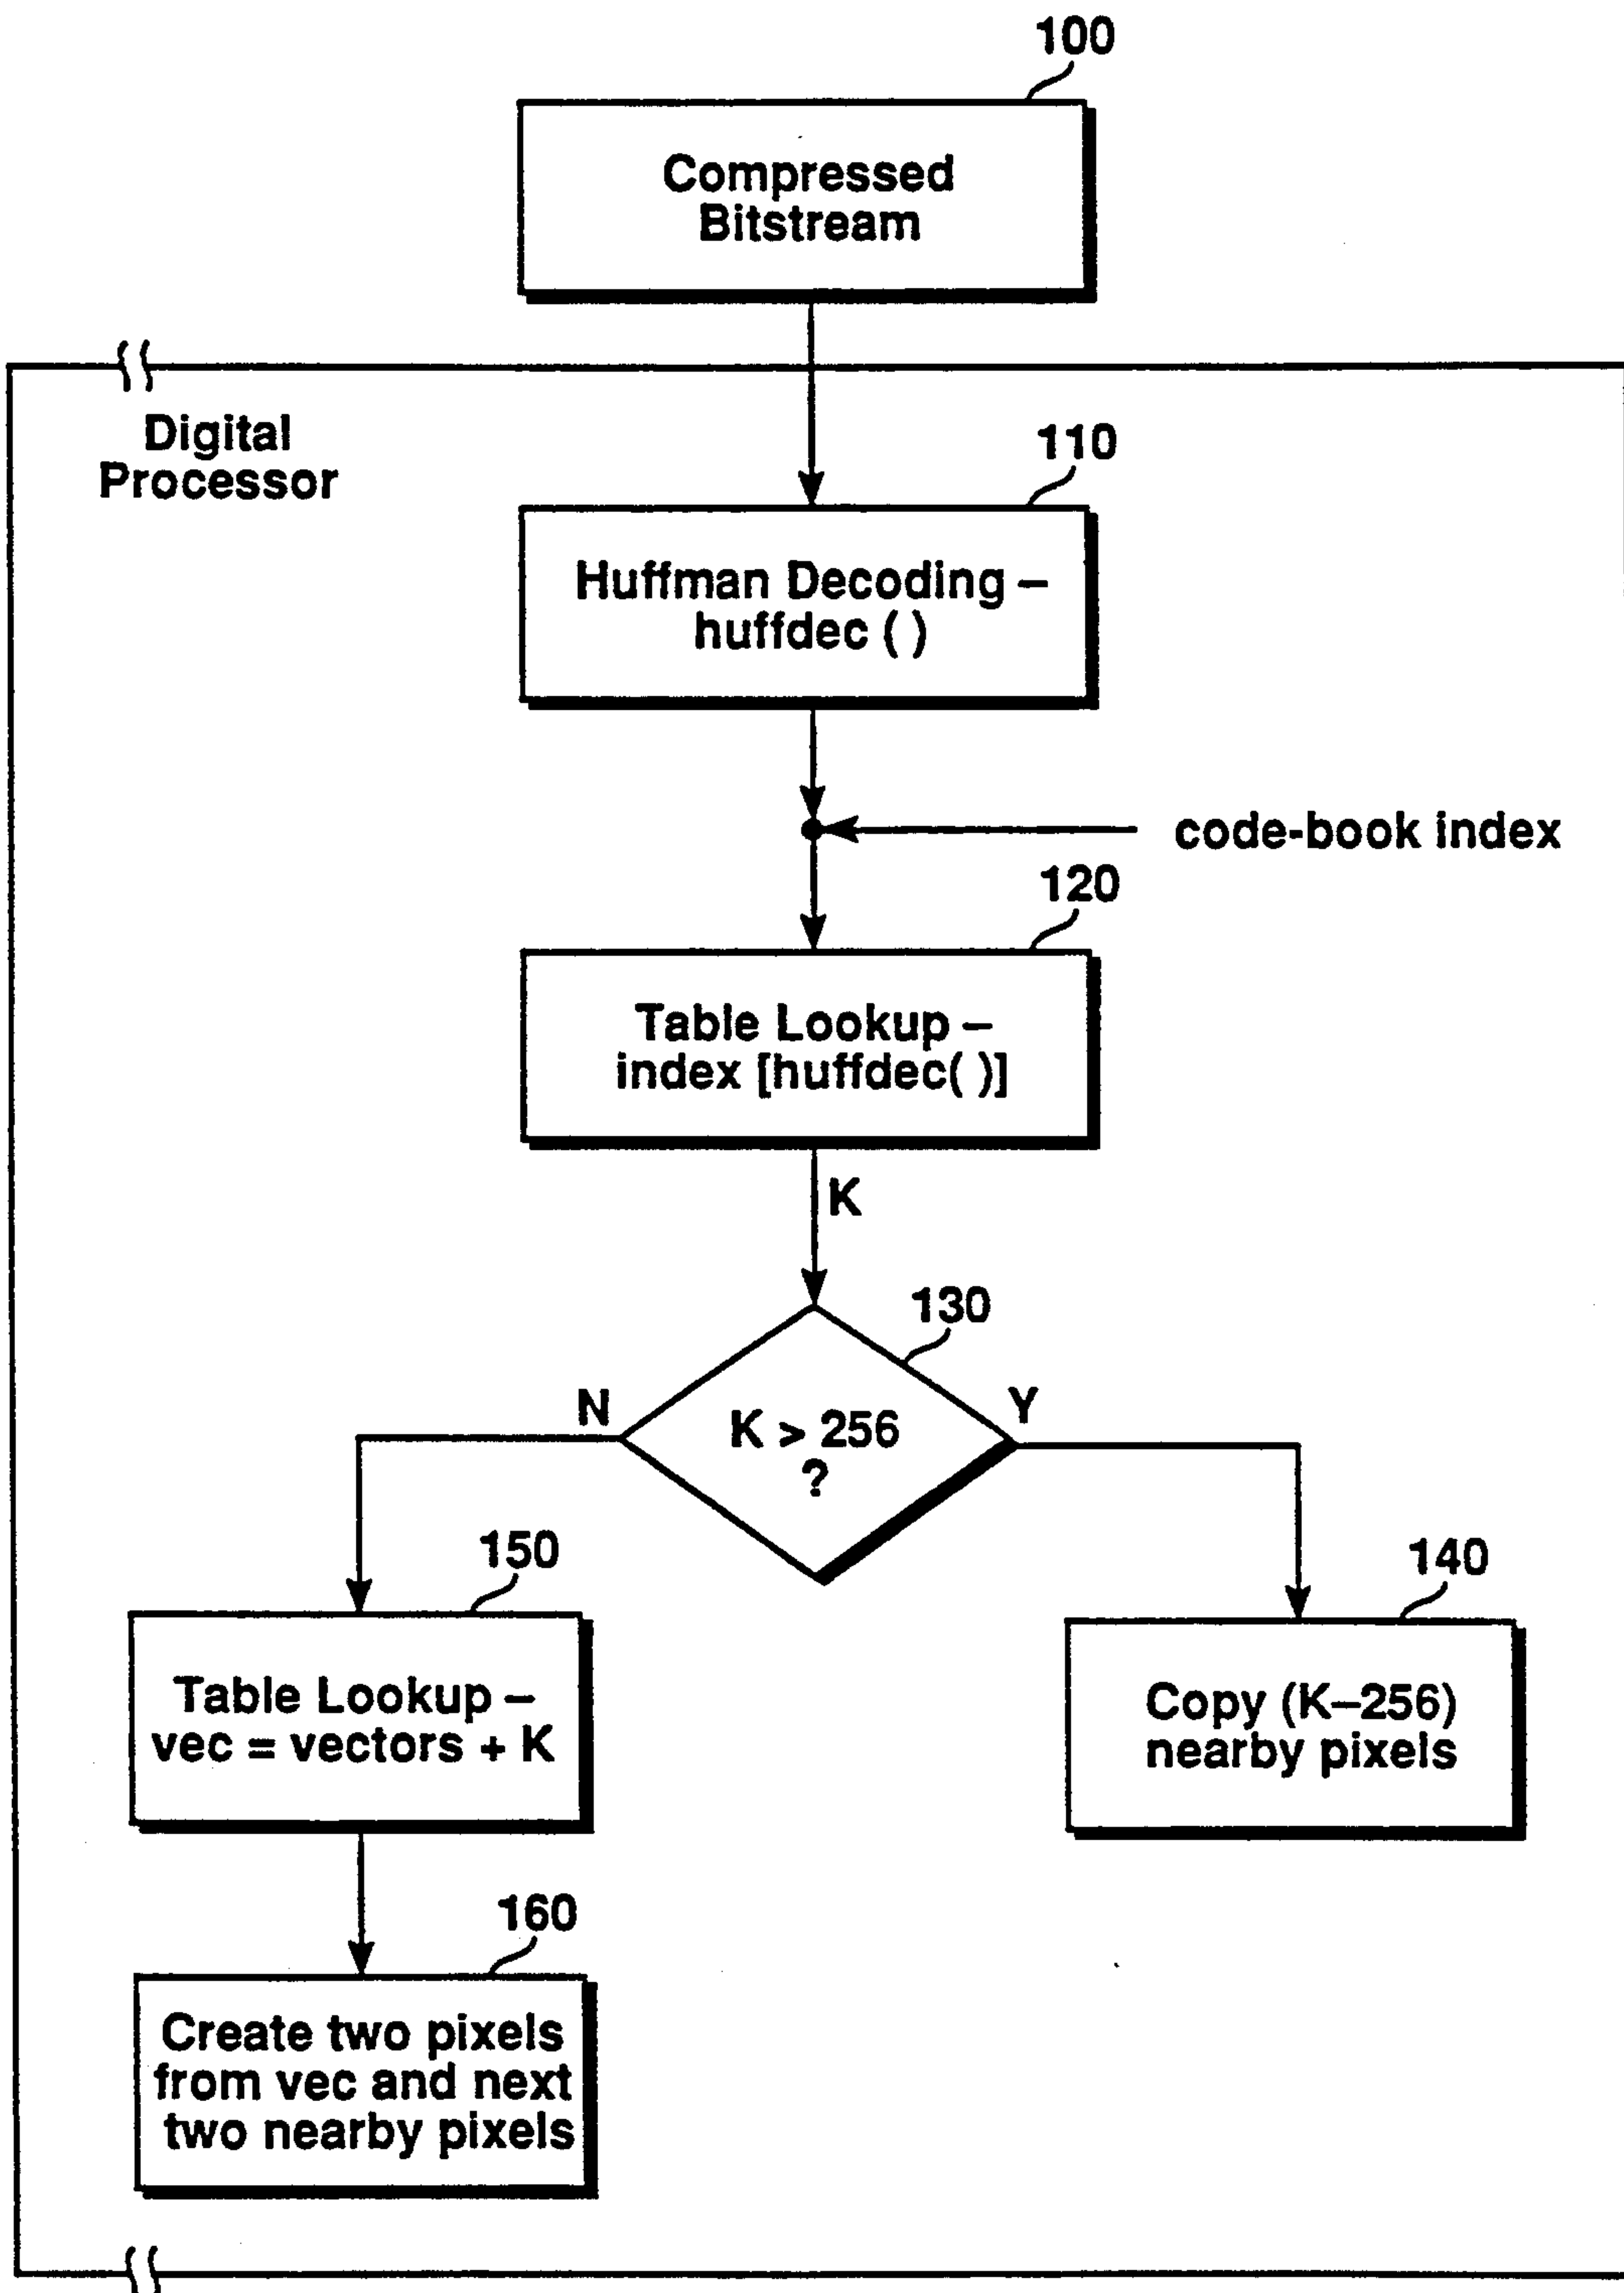 100
Compressed
Bitstream
Digital
Processor
110
Huffman Decoding –
huffdec ( )
code-book index
120
Table Lookup –
index [huffdec( )]
K
130
N
Y
K > 256
?
150
140
Table Lookup –
vec = vectors + K
Copy (K–256)
nearby pixels
160
Create two pixels
from vec and next
two nearby pixels